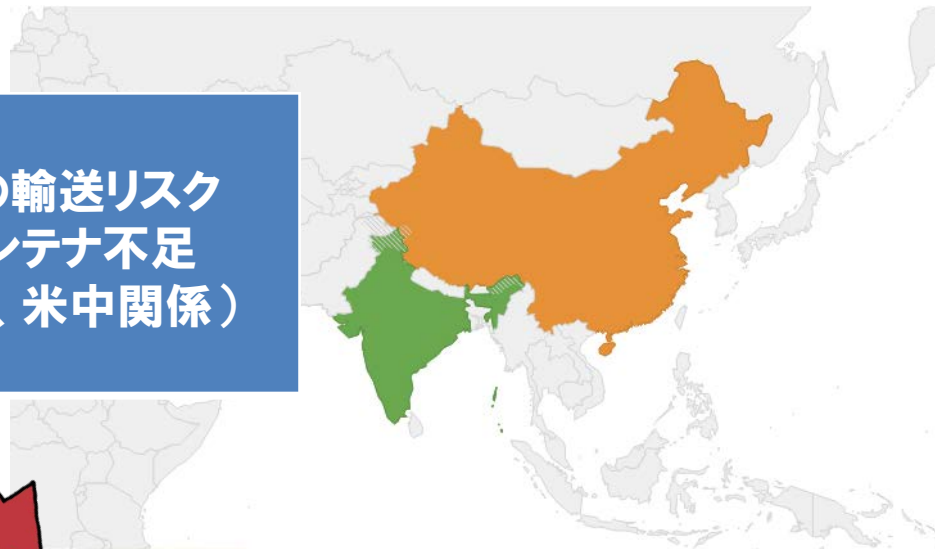 の輸送リスク
ンテナ不足
、米中関係）